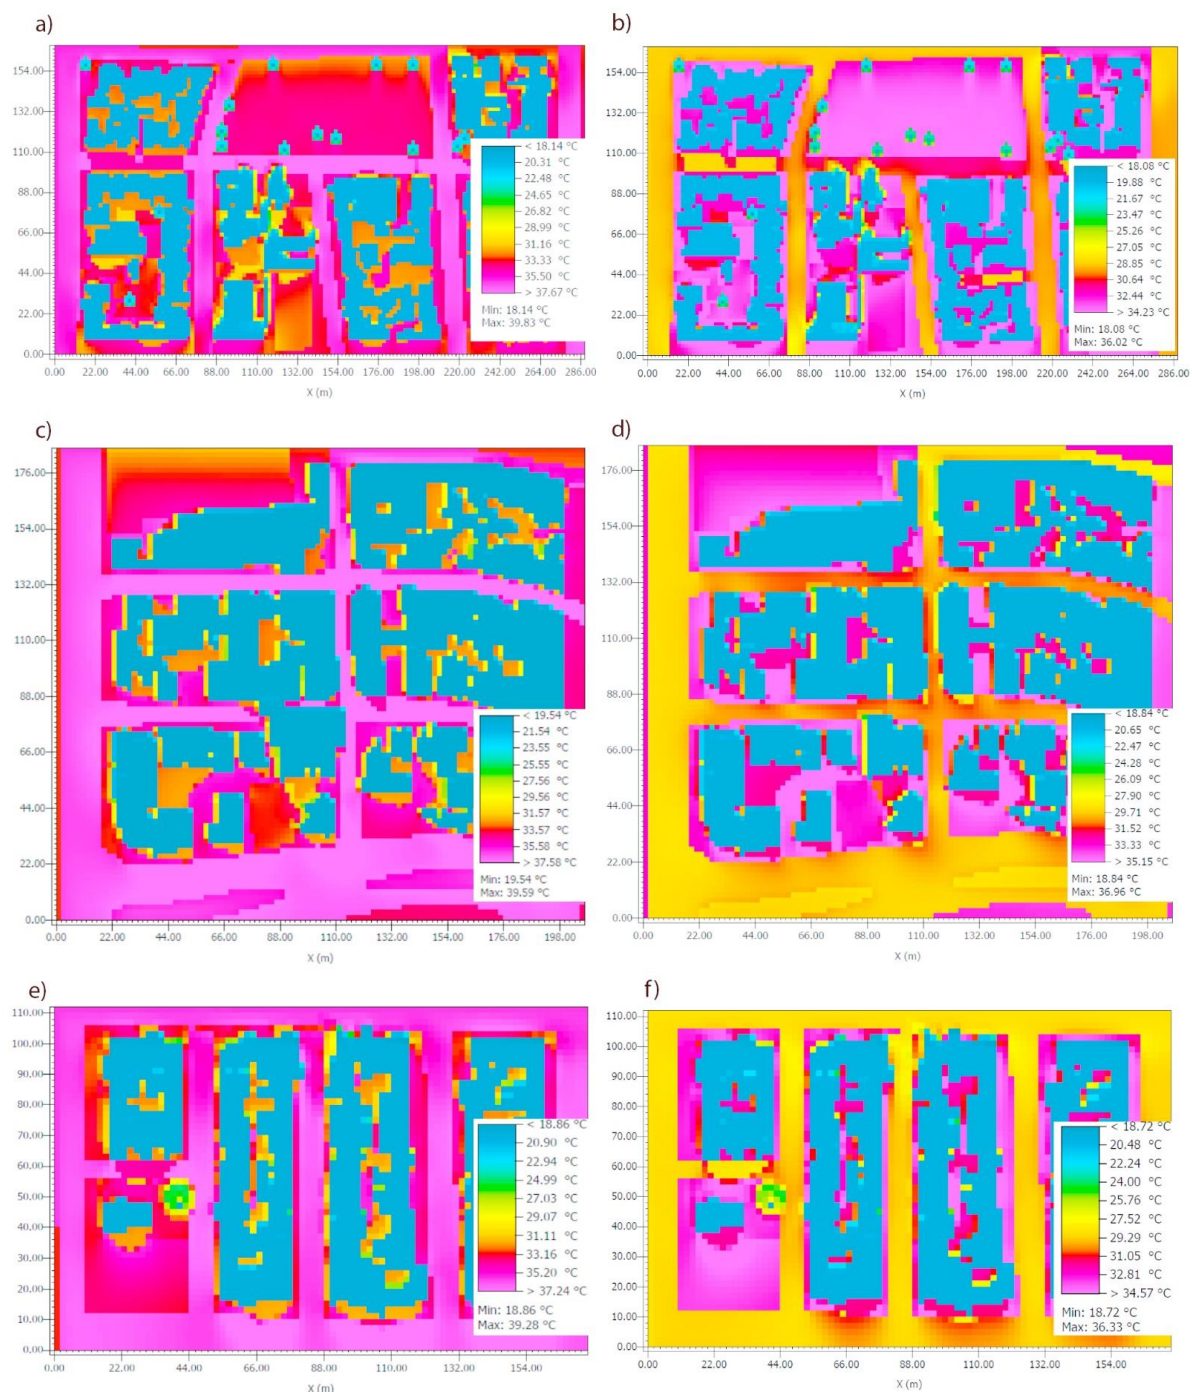 a)
154.00
132.00
110.00
88.00
66.00
44.00
22.00
0.00
0.00 22.00 44.00 66.00 88.00 110.00 132.00 154.00 176.00 198.00 220.00 242.00 264.00 286.00
X (m)
< 18.14 °C
20.31 °C
22.48 °C
24.65 °C
26.82 °C
28.99 °C
31.16 °C
33.33 °C
35.50 °C
> 37.67 °C
Min: 18.14 °C
Max: 39.83 °C
b)
154.00
132.00
110.00
88.00
66.00
44.00
22.00
0.00
0.00 22.00 44.00 66.00 88.00 110.00 132.00 154.00 176.00 198.00 220.00 242.00 264.00 286.00
X (m)
< 18.08 °C
19.88 °C
21.67 °C
23.47 °C
25.26 °C
27.05 °C
28.85 °C
30.64 °C
32.44 °C
> 34.23 °C
Min: 18.08 °C
Max: 36.02 °C
c)
176.00
154.00
132.00
110.00
88.00
66.00
44.00
22.00
0.00
0.00 22.00 44.00 66.00 88.00 110.00 132.00 154.00 176.00 198.00
X (m)
< 19.54 °C
21.54 °C
23.55 °C
25.55 °C
27.56 °C
29.56 °C
31.57 °C
33.57 °C
35.58 °C
> 37.58 °C
Min: 19.54 °C
Max: 39.59 °C
d)
176.00
154.00
132.00
110.00
88.00
66.00
44.00
22.00
0.00
0.00 22.00 44.00 66.00 88.00 110.00 132.00 154.00 176.00 198.00
X (m)
< 18.84 °C
20.65 °C
22.47 °C
24.28 °C
26.09 °C
27.90 °C
29.71 °C
31.52 °C
33.33 °C
> 35.15 °C
Min: 18.84 °C
Max: 36.96 °C
e)
110.00
100.00
90.00
80.00
70.00
60.00
50.00
40.00
30.00
20.00
10.00
0.00
0.00 22.00 44.00 66.00 88.00 110.00 132.00 154.00
X (m)
< 18.86 °C
20.90 °C
22.94 °C
24.99 °C
27.03 °C
29.07 °C
31.11 °C
33.16 °C
35.20 °C
> 37.24 °C
Min: 18.86 °C
Max: 39.28 °C
f)
110.00
100.00
90.00
80.00
70.00
60.00
50.00
40.00
30.00
20.00
10.00
0.00
0.00 22.00 44.00 66.00 88.00 110.00 132.00 154.00
X (m)
< 18.72 °C
20.48 °C
22.24 °C
24.00 °C
25.76 °C
27.52 °C
29.29 °C
31.05 °C
32.81 °C
> 34.57 °C
Min: 18.72 °C
Max: 36.33 °C